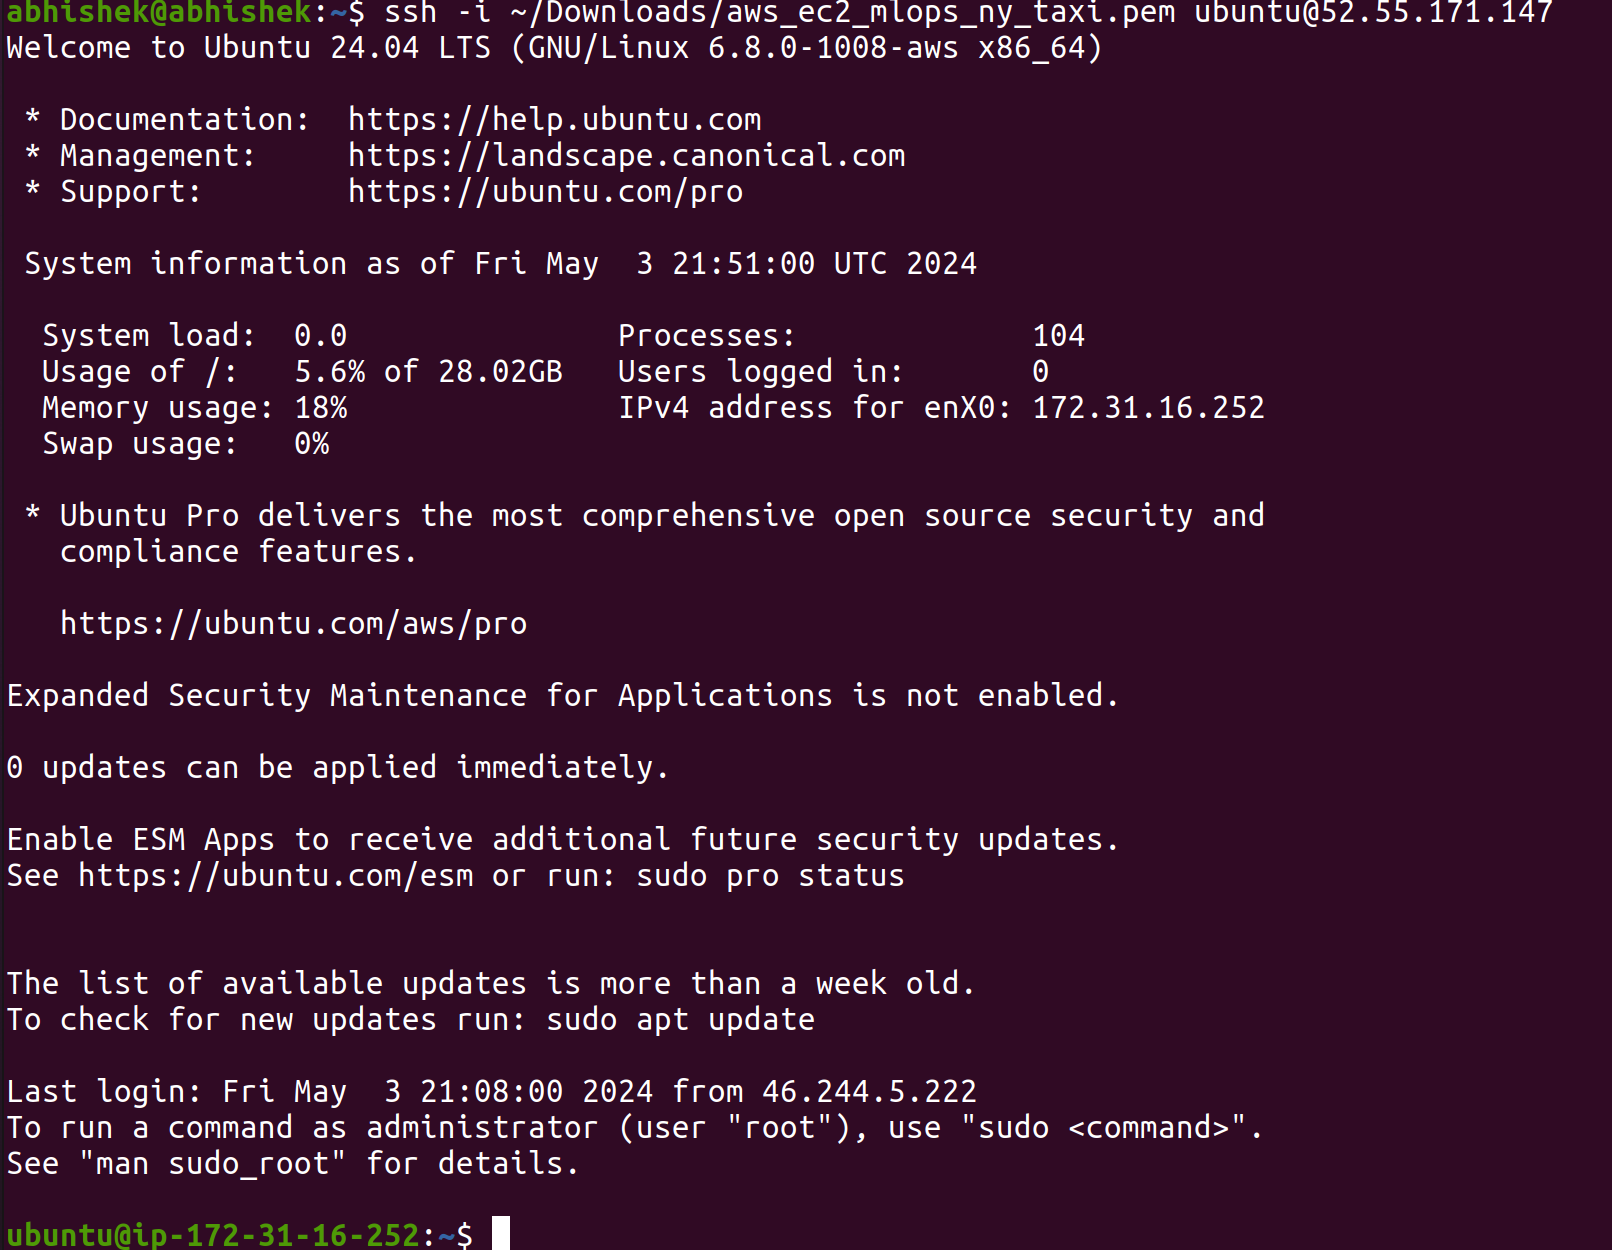 abhishek@abhishek:~$ ssh -i ~/Downloads/aws_ec2_mlops_ny_taxi.pem ubuntu@52.55.171.147
Welcome to Ubuntu 24.04 LTS (GNU/Linux 6.8.0-1008-aws x86_64)

 * Documentation:  https://help.ubuntu.com
 * Management:     https://landscape.canonical.com
 * Support:        https://ubuntu.com/pro

 System information as of Fri May  3 21:51:00 UTC 2024

  System load:  0.0               Processes:             104
  Usage of /:   5.6% of 28.02GB   Users logged in:       0
  Memory usage: 18%               IPv4 address for enX0: 172.31.16.252
  Swap usage:   0%

 * Ubuntu Pro delivers the most comprehensive open source security and
   compliance features.

   https://ubuntu.com/aws/pro

Expanded Security Maintenance for Applications is not enabled.

0 updates can be applied immediately.

Enable ESM Apps to receive additional future security updates.
See https://ubuntu.com/esm or run: sudo pro status


The list of available updates is more than a week old.
To check for new updates run: sudo apt update

Last login: Fri May  3 21:08:00 2024 from 46.244.5.222
To run a command as administrator (user "root"), use "sudo <command>".
See "man sudo_root" for details.

ubuntu@ip-172-31-16-252:~$